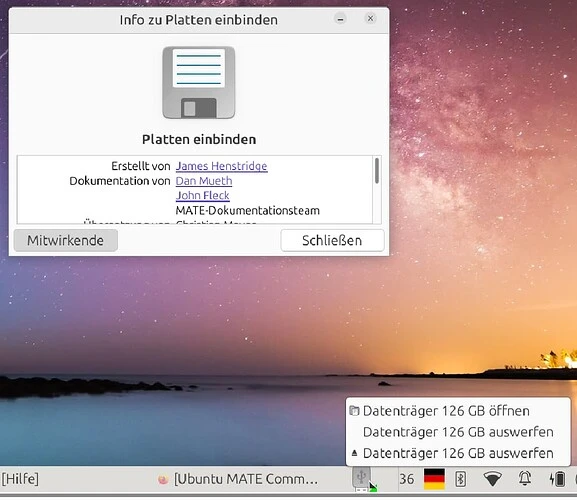 Info zu Platten einbinden
Platten einbinden
Erstellt von James Henstridge
Dokumentation von Dan Mueth
John Fleck
MATE-Dokumentationsteam
Mitwirkende
Schließen
Datenträger 126 GB öffnen
Datenträger 126 GB auswerfen
Datenträger 126 GB auswerfen
[Hilfe]
[Ubuntu MATE Comm...
36